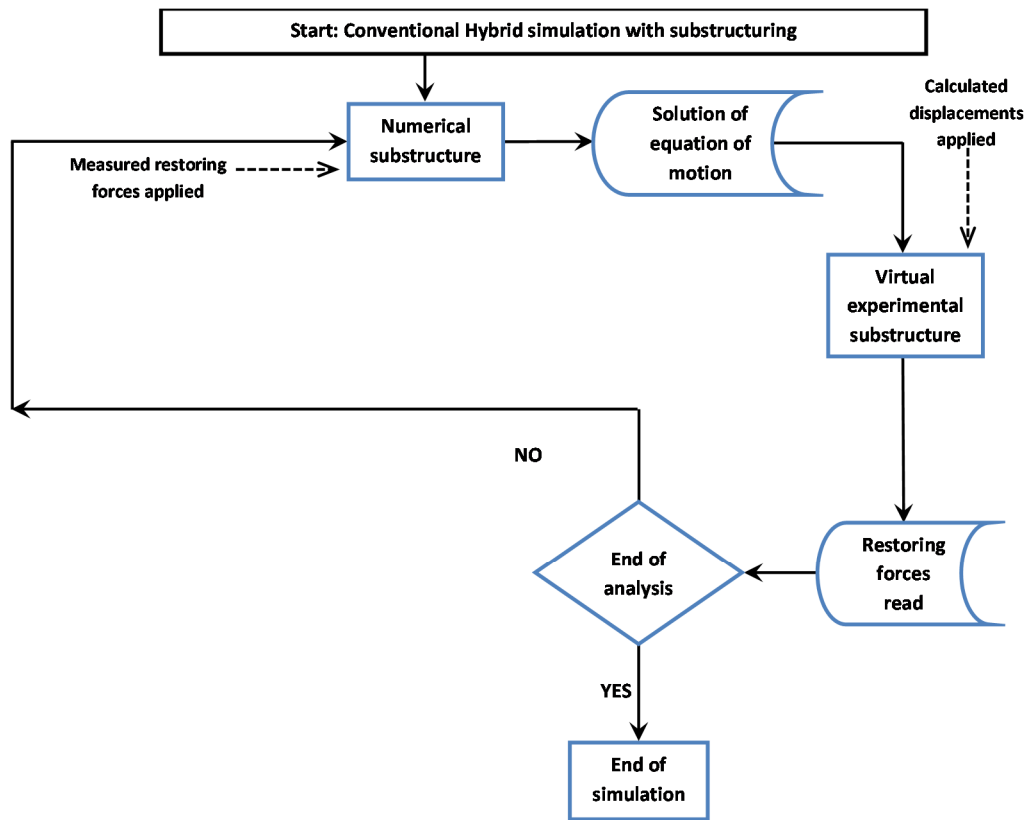 Start: Conventional Hybrid simulation with substructuring
Numerical
substructure
Solution of
equation of
motion
Calculated
displacements
applied
Measured restoring
forces applied
Virtual
experimental
substructure
NO
End of
analysis
Restoring
forces
read
YES
End of
simulation